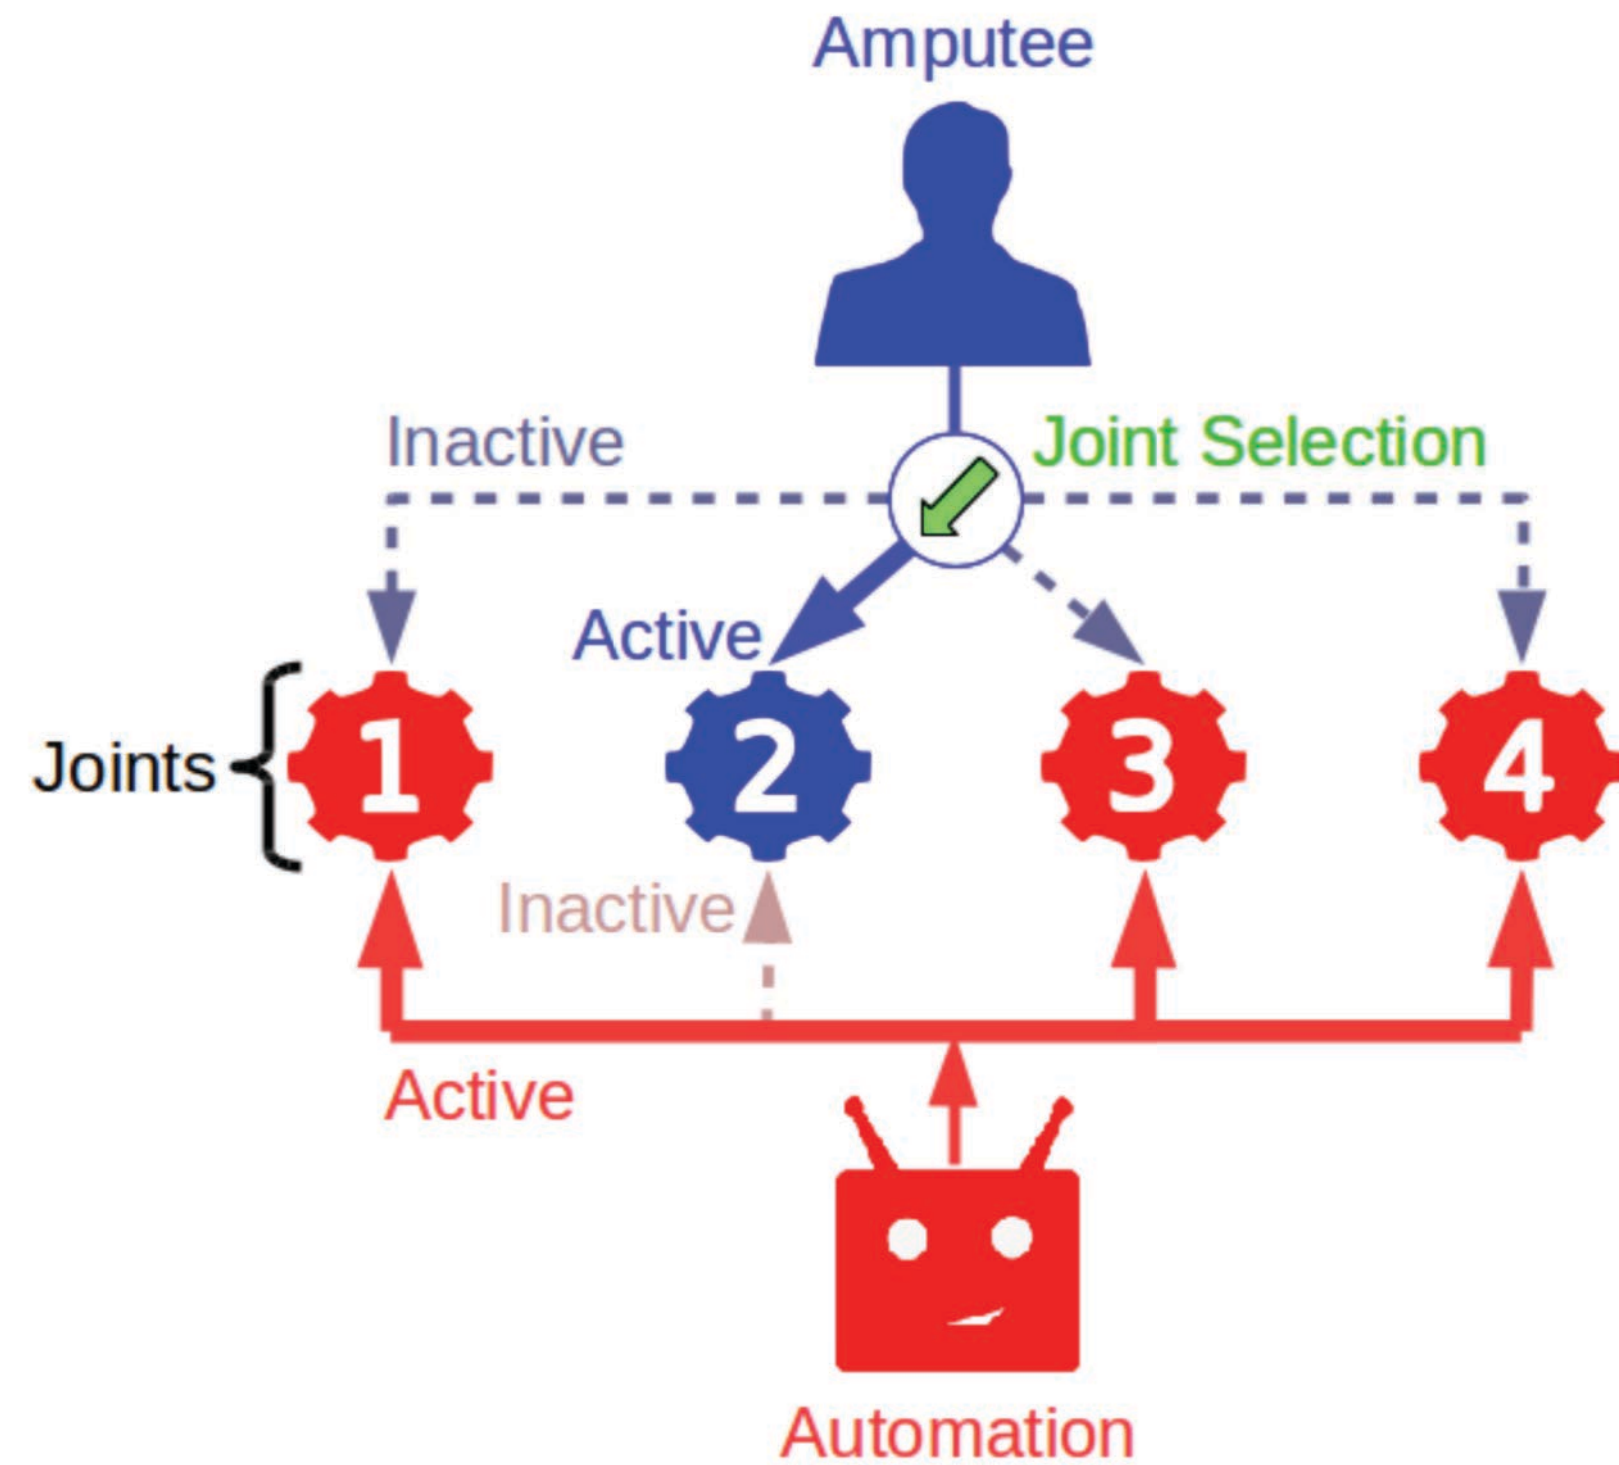 Amputee
Inactive
Joint Selection
Active
Joints
1
2
3
4
Inactive
Active
Automation